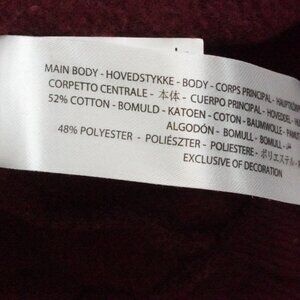 MAIN BODY - HOVEDSTYKKE - BODY - CORPS PRINCIPAL -
CORPETTO CENTRALE - 本体 - CUERPO PRINCIPAL - HOVEDDEL -
52% COTTON - BOMULD - KATOEN - COTON - BAUMWOLLE -
ALGODÓN - BOMULL - BOMULL -
48% POLYESTER - POLIÉSZTER - POLIESTERE - ポリエステル -
EXCLUSIVE OF DECORATION